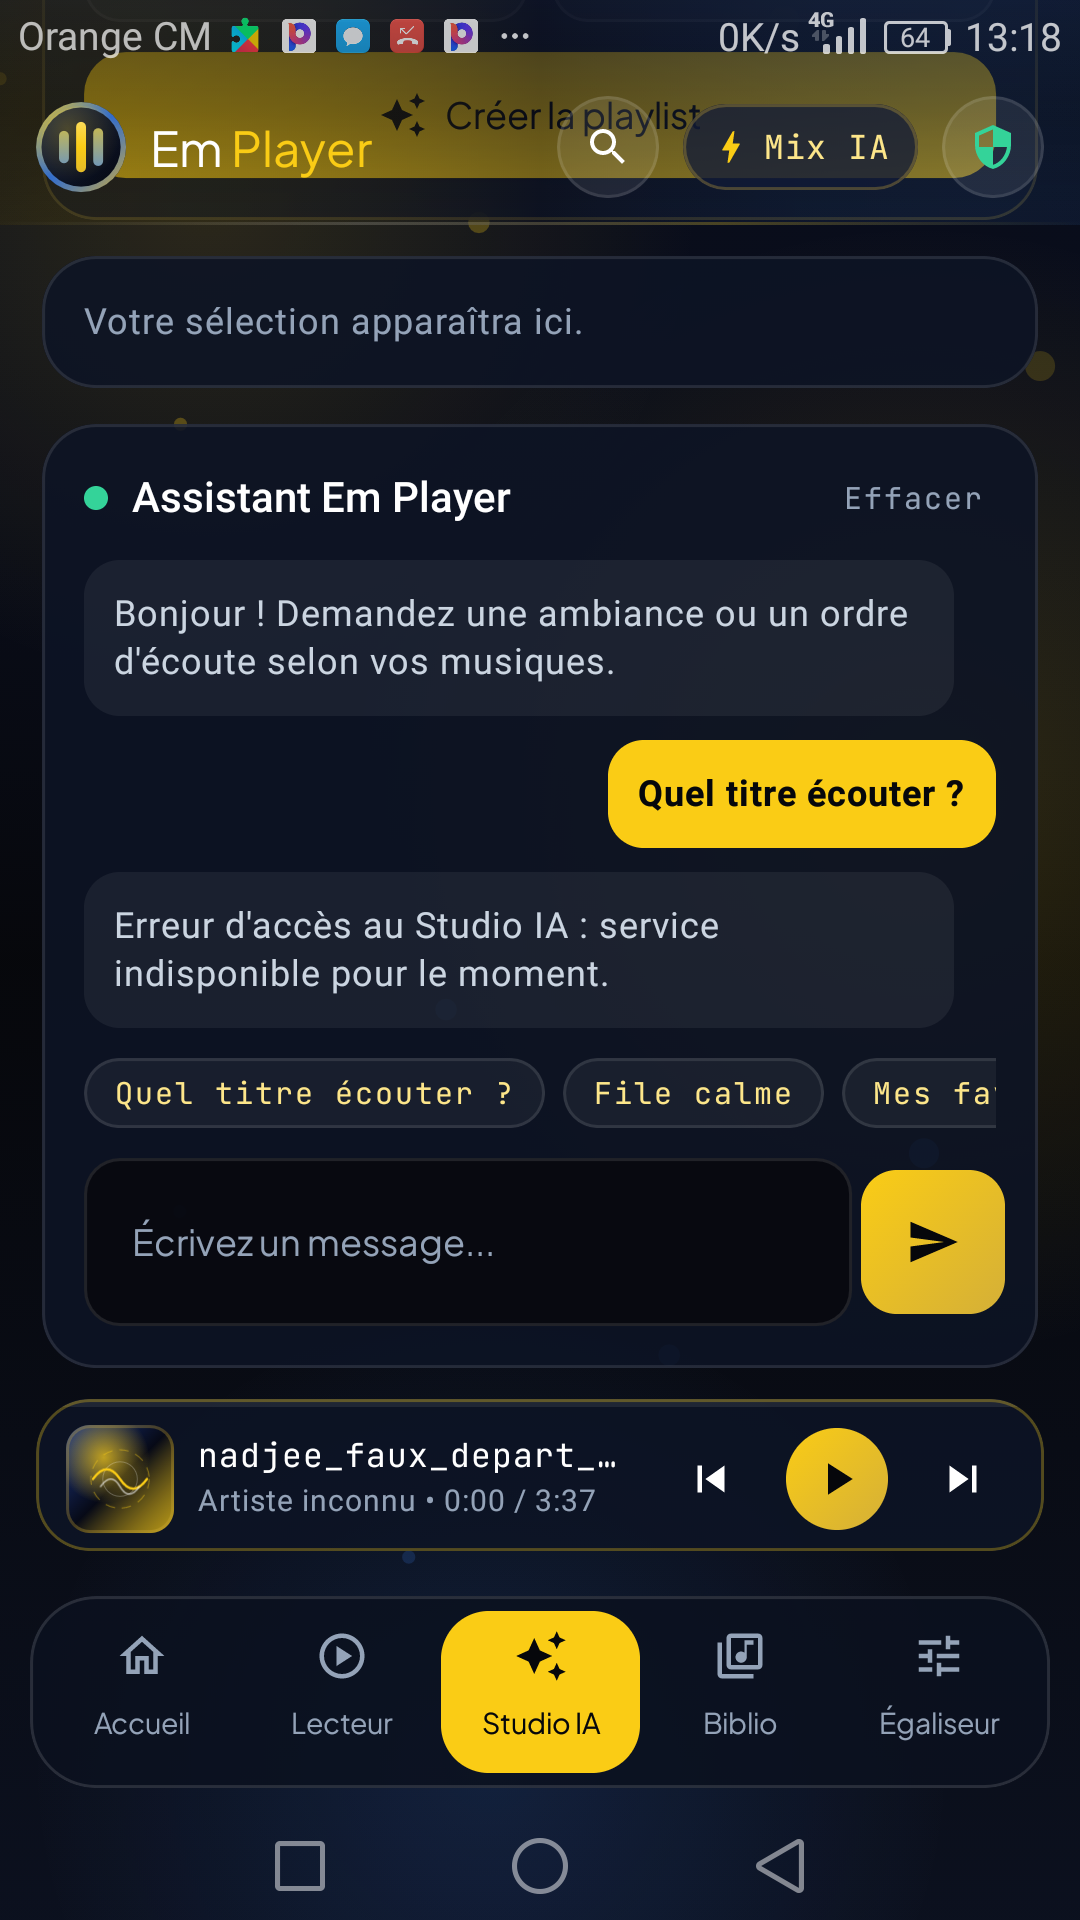 Orange CM
0K/s 4G 64 13:18
Créer la playlist
Em Player
Mix IA
Votre sélection apparaîtra ici.
Assistant Em Player
Effacer
Bonjour ! Demandez une ambiance ou un ordre
d'écoute selon vos musiques.
Quel titre écouter ?
Erreur d'accès au Studio IA : service
indisponible pour le moment.
Quel titre écouter ?
File calme
Mes fa
Écrivez un message...
nadjee_faux_depart_…
Artiste inconnu • 0:00 / 3:37
Accueil
Lecteur
Studio IA
Biblio
Égaliseur